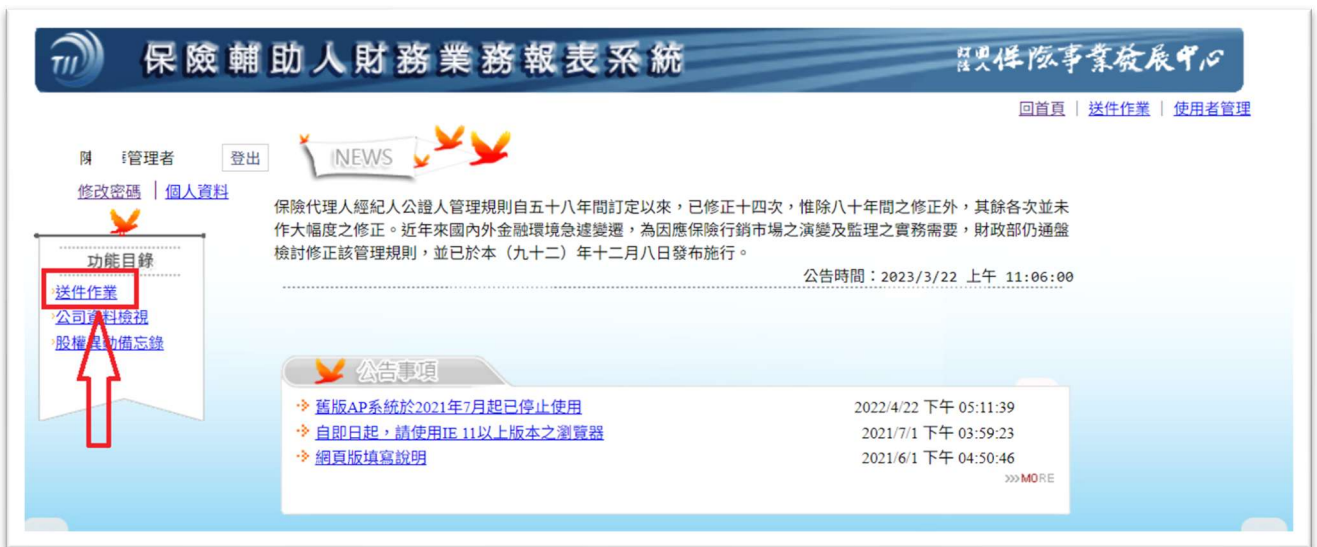 TII 保險輔助人財務業務報表系統 財團法人保險事業發展中心
回首頁 | 送件作業 | 使用者管理
陳 管理者 登出
NEWS
修改密碼 | 個人資料
保險代理人經紀人公證人管理規則自五十八年間訂定以來，已修正十四次，惟除八十年間之修正外，其餘各次並未
作大幅度之修正。近年來國內外金融環境急遽變遷，為因應保險行銷市場之演變及監理之實務需要，財政部仍通盤
檢討修正該管理規則，並已於本（九十二）年十二月八日發布施行。
公告時間：2023/3/22 上午 11:06:00
功能目錄
送件作業
公司資料檢視
股權異動備忘錄
公告事項
舊版AP系統於2021年7月起已停止使用 2022/4/22 下午 05:11:39
自即日起，請使用IE 11以上版本之瀏覽器 2021/7/1 下午 03:59:23
網頁版填寫說明 2021/6/1 下午 04:50:46
MORE